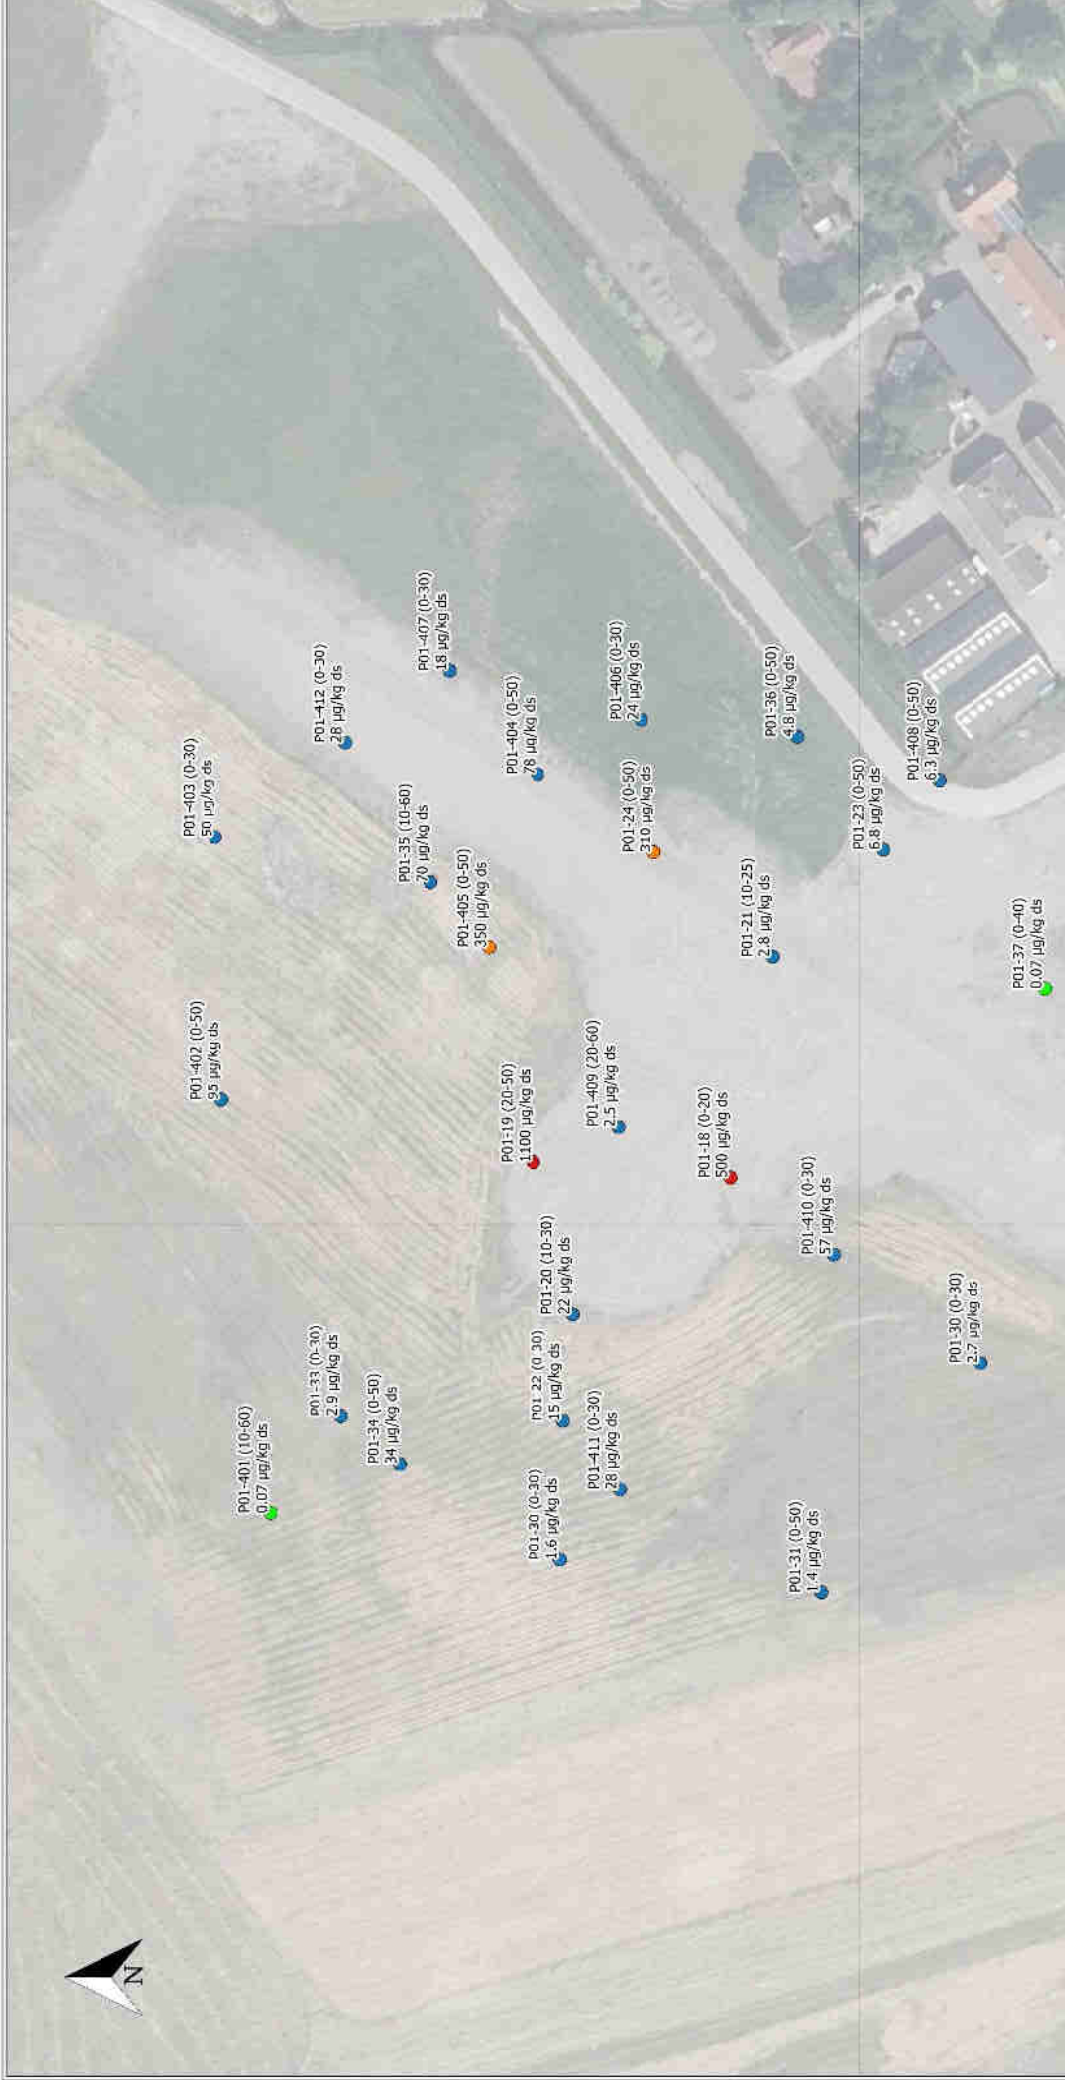 N
P01-403 (0-30)
50 µg/kg ds
P01-402 (0-50)
95 µg/kg ds
P01-401 (10-60)
0.07 µg/kg ds
P01-33 (0-30)
2.9 µg/kg ds
P01-412 (0-30)
28 µg/kg ds
P01-34 (0-50)
34 µg/kg ds
P01-35 (10-60)
70 µg/kg ds
P01-407 (0-30)
18 µg/kg ds
P01-405 (0-50)
350 µg/kg ds
P01-19 (20-50)
1100 µg/kg ds
P01-404 (0-50)
78 µg/kg ds
P01-30 (0-30)
1.6 µg/kg ds
P01-22 (0-30)
15 µg/kg ds
P01-20 (10-30)
22 µg/kg ds
P01-411 (0-30)
28 µg/kg ds
P01-409 (20-60)
2.5 µg/kg ds
P01-406 (0-30)
24 µg/kg ds
P01-24 (0-50)
310 µg/kg ds
P01-18 (0-20)
500 µg/kg ds
P01-21 (10-25)
2.8 µg/kg ds
P01-36 (0-50)
4.8 µg/kg ds
P01-31 (0-50)
1.4 µg/kg ds
P01-410 (0-30)
57 µg/kg ds
P01-23 (0-50)
6.8 µg/kg ds
P01-408 (0-50)
6.3 µg/kg ds
P01-30 (0-30)
2.7 µg/kg ds
P01-37 (0-40)
0.07 µg/kg ds